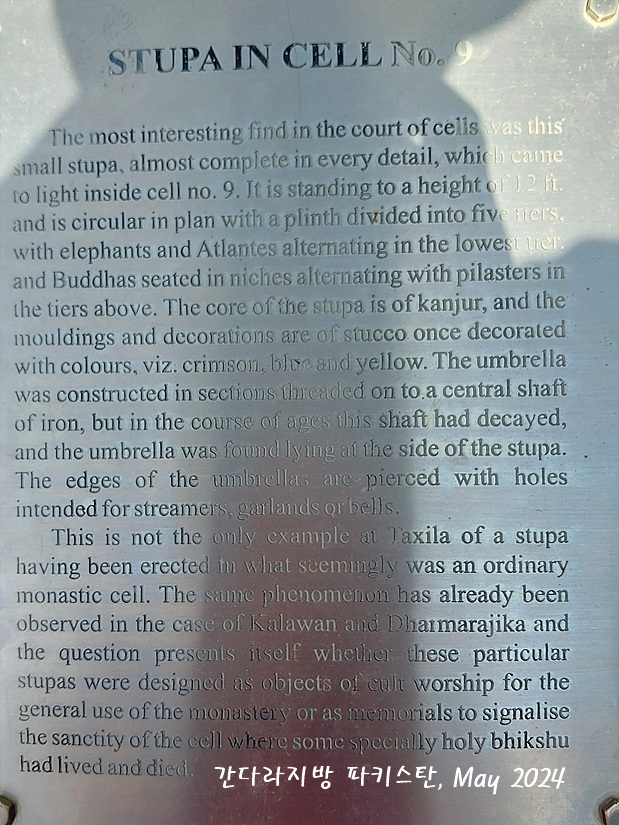 STUPA IN CELL No. 9
The most interesting find in the court of cells was this
small stupa, almost complete in every detail, which came
to light inside cell no. 9. It is standing to a height of 12 ft.
and is circular in plan with a plinth divided into five tiers,
with elephants and Atlantes alternating in the lowest tier,
and Buddhas seated in niches alternating with pilasters in
the tiers above. The core of the stupa is of kanjur, and the
mouldings and decorations are of stucco once decorated
with colours, viz. crimson, blue and yellow. The umbrella
was constructed in sections threaded on to a central shaft
of iron, but in the course of ages this shaft had decayed,
and the umbrella was found lying at the side of the stupa.
The edges of the umbrellas are pierced with holes
intended for streamers, garlands or bells.
This is not the only example at Taxila of a stupa
having been erected in what seemingly was an ordinary
monastic cell. The same phenomenon has already been
observed in the case of Kalawan and Dharmarajika and
the question presents itself whether these particular
stupas were designed as objects of cult worship for the
general use of the monastery or as memorials to signalise
the sanctity of the cell where some specially holy bhikshu
had lived and died.
간다라지방 파키스탄, May 2024